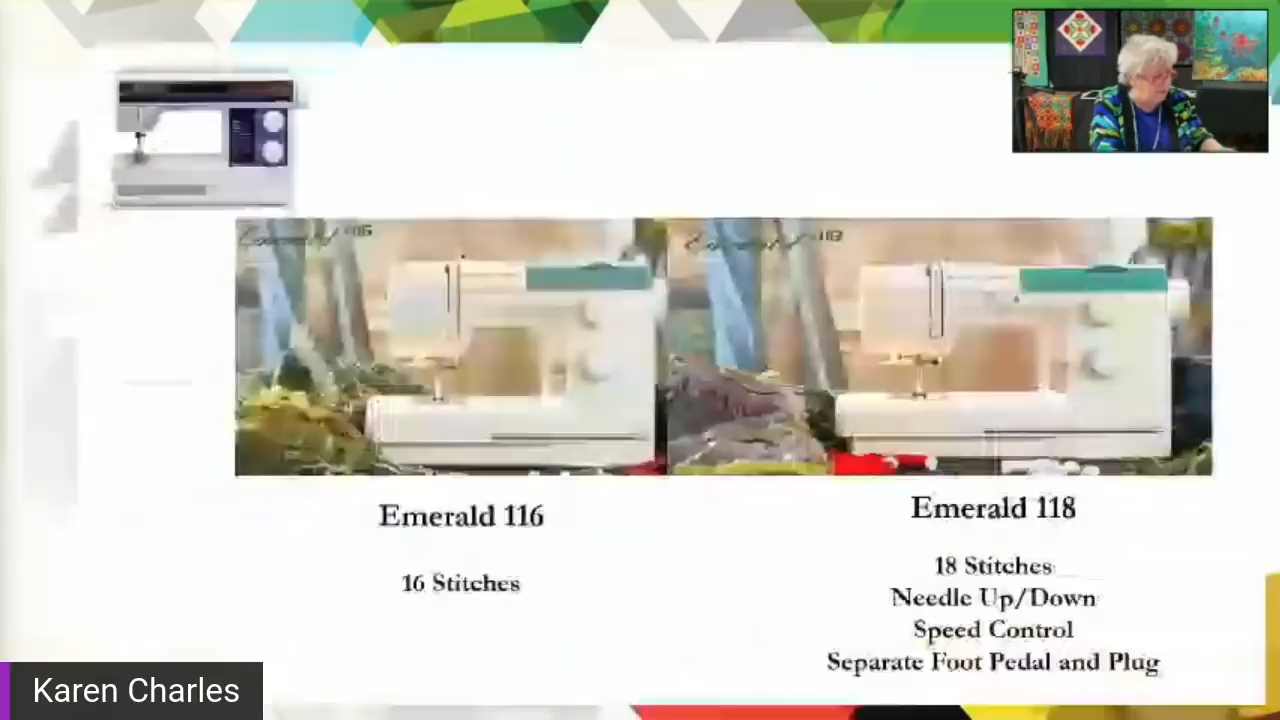 Emerald 116
16 Stitches
Emerald 118
18 Stitches
Needle Up/Down
Speed Control
Separate Foot Pedal and Plug
Karen Charles